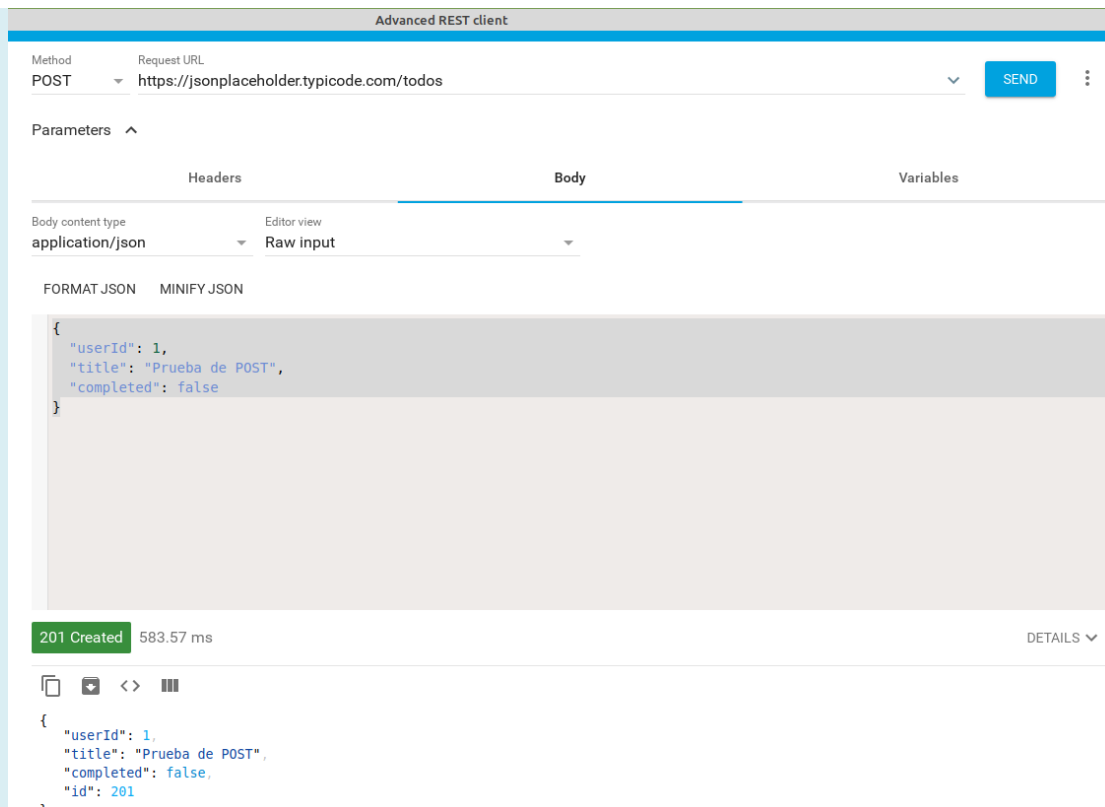 Advanced REST client
Method
Request URL
POST
https://jsonplaceholder.typicode.com/todos
SEND
Parameters
Headers
Body
Variables
Body content type
Editor view
application/json
Raw input
FORMAT JSON
MINIFY JSON
{
"userId": 1,
"title": "Prueba de POST",
"completed": false
}
201 Created
583.57 ms
DETAILS
{
"userId": 1,
"title": "Prueba de POST",
"completed": false,
"id": 201
}